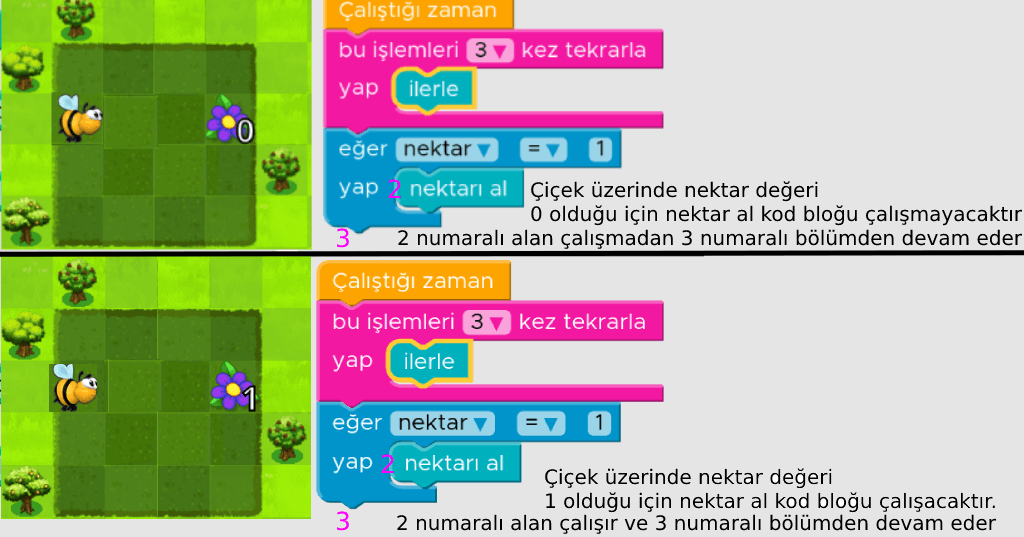 Çalıştığı zaman
bu işlemleri 3 ▼ kez tekrarla
yap ilerle
0
eğer nektar ▼ = ▼ 1
yap 2 nektarı al
Çiçek üzerinde nektar değeri
0 olduğu için nektar al kod bloğu çalışmayacaktır
3 2 numaralı alan çalışmadan 3 numaralı bölümden devam eder
Çalıştığı zaman
bu işlemleri 3 ▼ kez tekrarla
yap ilerle
1
eğer nektar ▼ = ▼ 1
yap 2 nektarı al
Çiçek üzerinde nektar değeri
1 olduğu için nektar al kod bloğu çalışacaktır.
3 2 numaralı alan çalışır ve 3 numaralı bölümden devam eder